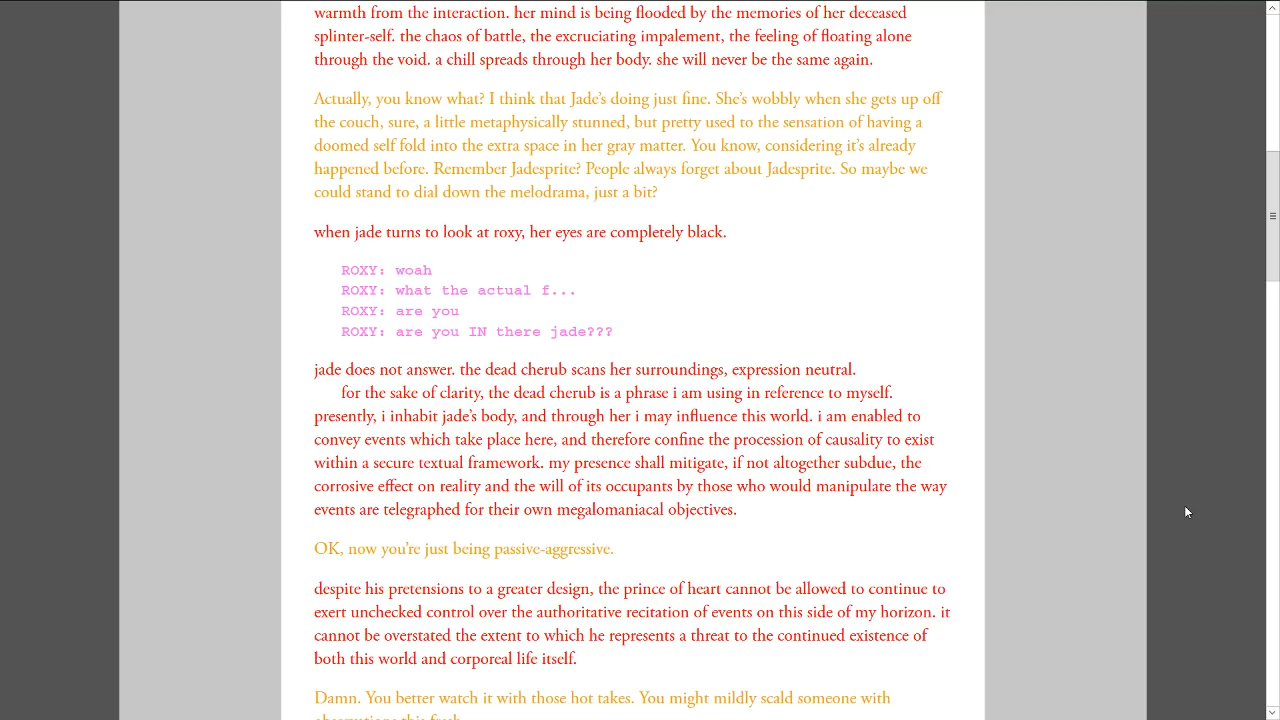 warmth from the interaction. her mind is being flooded by the memories of her deceased
splinter-self. the chaos of battle, the excruciating impalement, the feeling of floating alone
through the void. a chill spreads through her body. she will never be the same again.
Actually, you know what? I think that Jade’s doing just fine. She’s wobbly when she gets up off
the couch, sure, a little metaphysically stunned, but pretty used to the sensation of having a
doomed self fold into the extra space in her gray matter. You know, considering it’s already
happened before. Remember Jadesprite? People always forget about Jadesprite. So maybe we
could stand to dial down the melodrama, just a bit?
when jade turns to look at roxy, her eyes are completely black.
ROXY: woah
ROXY: what the actual f...
ROXY: are you
ROXY: are you IN there jade???
jade does not answer. the dead cherub scans her surroundings, expression neutral.
for the sake of clarity, the dead cherub is a phrase i am using in reference to myself.
presently, i inhabit jade’s body, and through her i may influence this world. i am enabled to
convey events which take place here, and therefore confine the procession of causality to exist
within a secure textual framework. my presence shall mitigate, if not altogether subdue, the
corrosive effect on reality and the will of its occupants by those who would manipulate the way
events are telegraphed for their own megalomaniacal objectives.
OK, now you’re just being passive-aggressive.
despite his pretensions to a greater design, the prince of heart cannot be allowed to continue to
exert unchecked control over the authoritative recitation of events on this side of my horizon. it
cannot be overstated the extent to which he represents a threat to the continued existence of
both this world and corporeal life itself.
Damn. You better watch it with those hot takes. You might mildly scald someone with
observations this fresh.